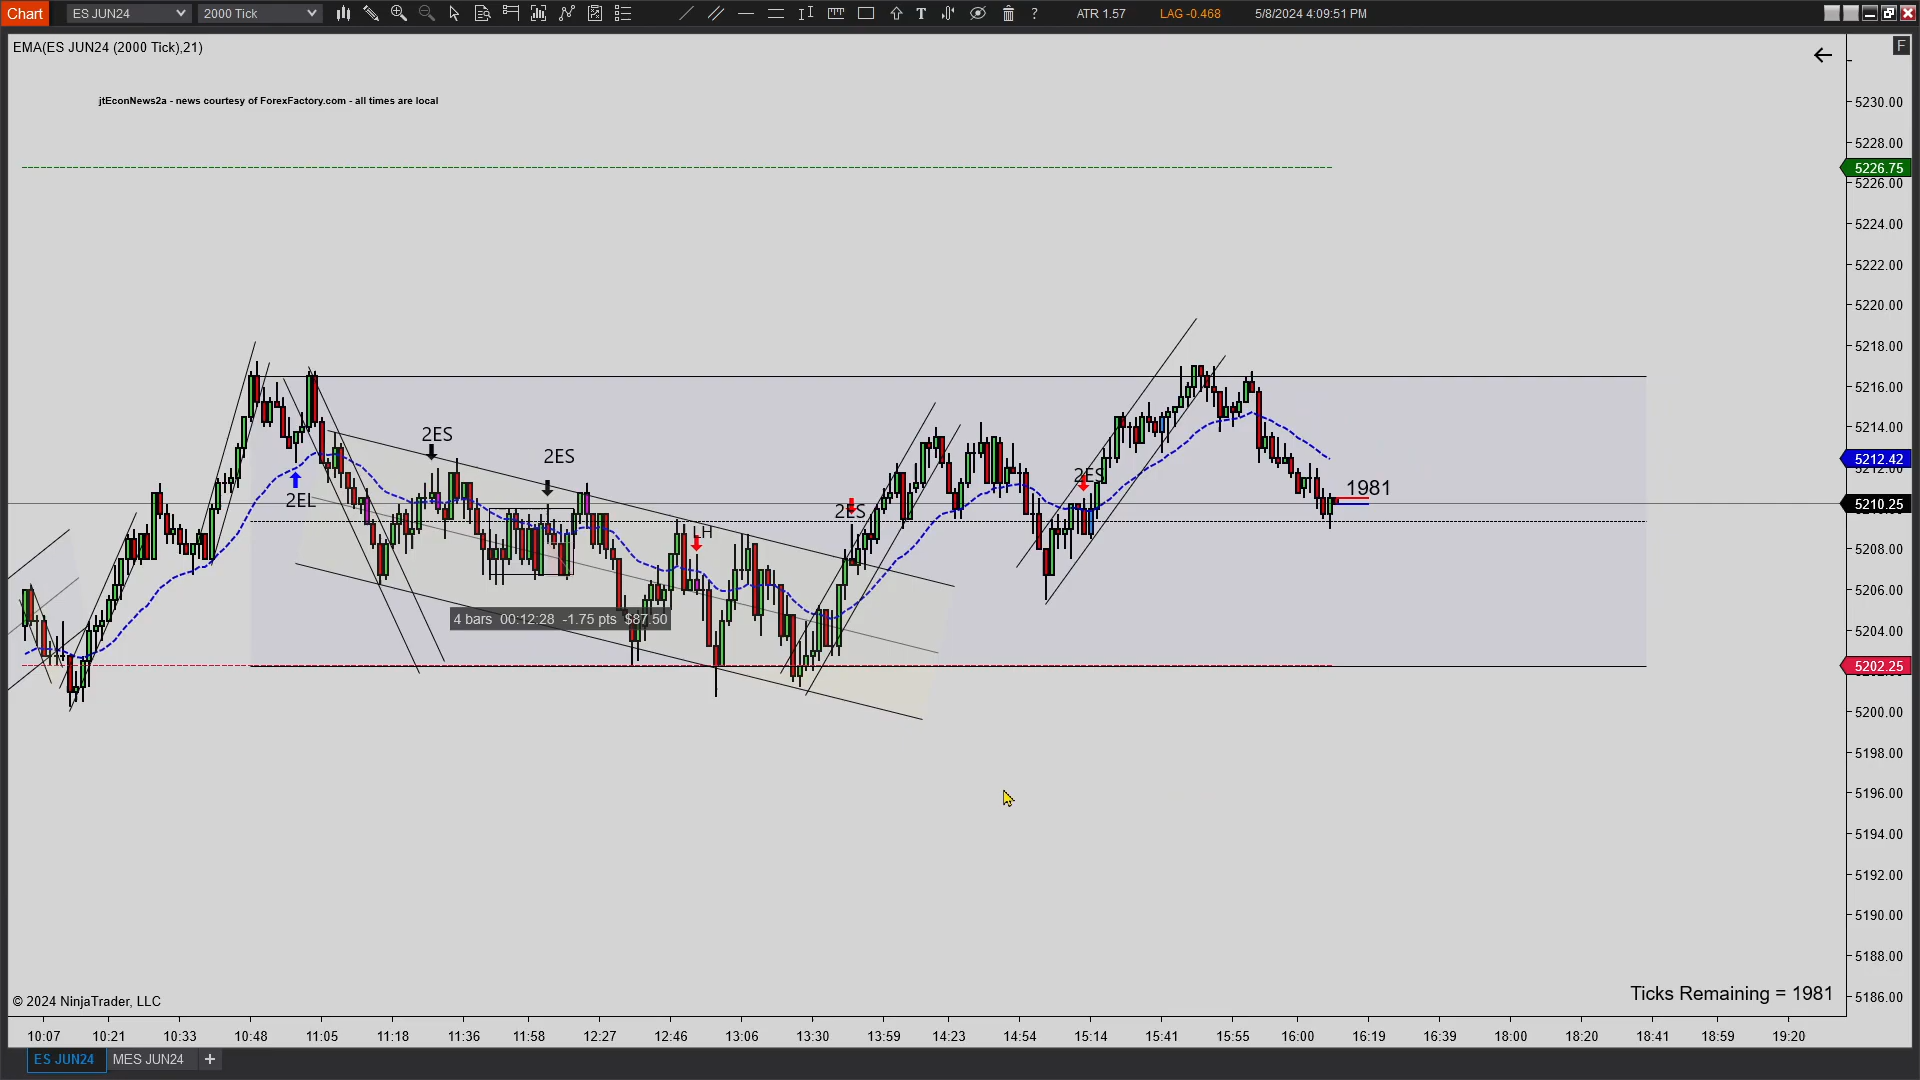 Chart ES JUN24 2000 Tick ATR 1.57 LAG -0.468 5/8/2024 4:09:51 PM
EMA(ES JUN24 (2000 Tick),21)
F
jtEconNews2a - news courtesy of ForexFactory.com - all times are local
5230.00
5228.00
5226.75
5226.00
5224.00
5222.00
5220.00
5218.00
5216.00
5214.00
5212.42
5212.00
5210.25
5208.00
5206.00
5204.00
5202.25
5200.00
5198.00
5196.00
5194.00
5192.00
5190.00
5188.00
5186.00
2ES
2ES
2ES
1981
2EL
2ES
LH
4 bars 00:12:28 -1.75 pts $87.50
Ticks Remaining = 1981
© 2024 NinjaTrader, LLC
10:07 10:21 10:33 10:48 11:05 11:18 11:36 11:58 12:27 12:46 13:06 13:30 13:59 14:23 14:54 15:14 15:41 15:55 16:00 16:19 16:39 18:00 18:20 18:41 18:59 19:20
ES JUN24 MES JUN24 +